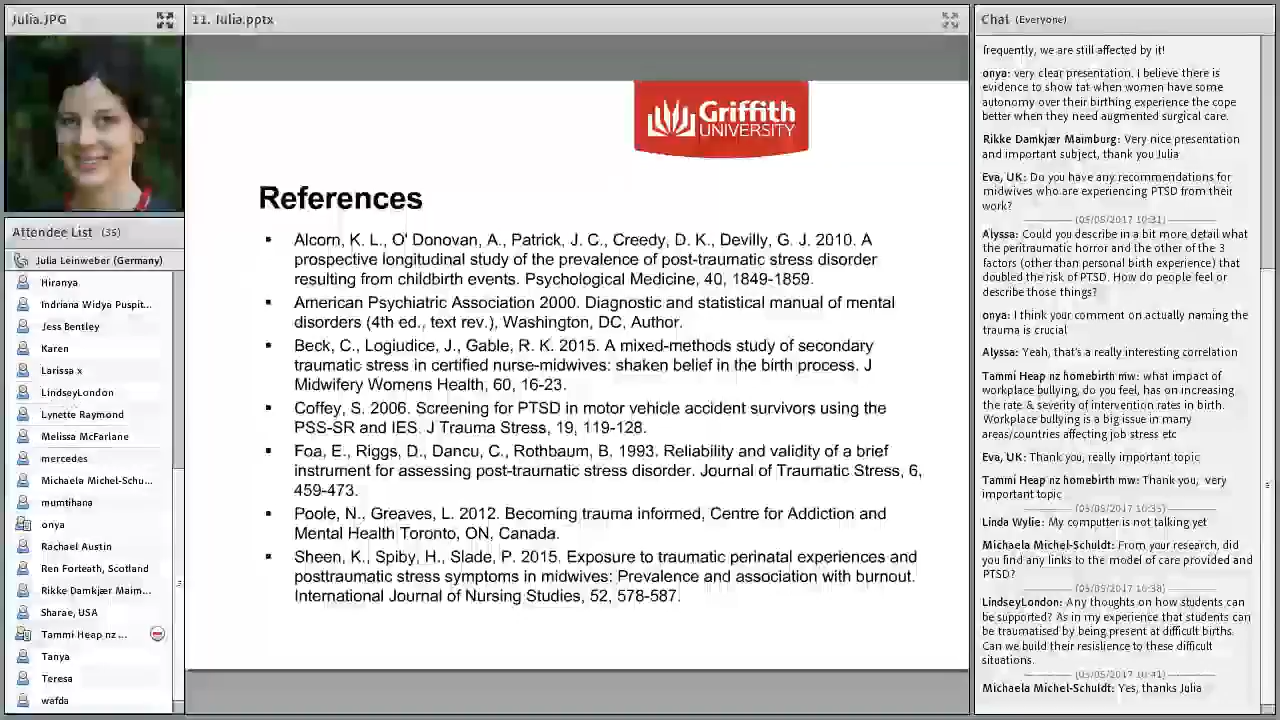 Julia.JPG
Attendee List (35)
Julia Leinweber (Germany)
Hiranya
Indriana Widya Puspit...
Jess Bentley
Karen
Larissa x
LindseyLondon
Lynette Raymond
Melissa McFarlane
mercedes
Michaela Michel-Schu...
mumtihana
onya
Rachael Austin
Ren Forteath, Scotland
Rikke Damkjær Maim...
Sharae, USA
Tammi Heap nz ...
Tanya
Teresa
wafda
11. Julia.pptx
Griffith
UNIVERSITY
References
Alcorn, K. L., O' Donovan, A., Patrick, J. C., Creedy, D. K., Devilly, G. J. 2010. A
prospective longitudinal study of the prevalence of post-traumatic stress disorder
resulting from childbirth events. Psychological Medicine, 40, 1849-1859.
American Psychiatric Association 2000. Diagnostic and statistical manual of mental
disorders (4th ed., text rev.), Washington, DC, Author.
Beck, C., Logiudice, J., Gable, R. K. 2015. A mixed-methods study of secondary
traumatic stress in certified nurse-midwives: shaken belief in the birth process. J
Midwifery Womens Health, 60, 16-23.
Coffey, S. 2006. Screening for PTSD in motor vehicle accident survivors using the
PSS-SR and IES. J Trauma Stress, 19, 119-128.
Foa, E., Riggs, D., Dancu, C., Rothbaum, B. 1993. Reliability and validity of a brief
instrument for assessing post-traumatic stress disorder. Journal of Traumatic Stress, 6,
459-473.
Poole, N., Greaves, L. 2012. Becoming trauma informed, Centre for Addiction and
Mental Health Toronto, ON, Canada.
Sheen, K., Spiby, H., Slade, P. 2015. Exposure to traumatic perinatal experiences and
posttraumatic stress symptoms in midwives: Prevalence and association with burnout.
International Journal of Nursing Studies, 52, 578-587.
Chat (Everyone)
frequently, we are still affected by it!
onya: very clear presentation. I believe there is
evidence to show tat when women have some
autonomy over their birthing experience the cope
better when they need augmented surgical care.
Rikke Damkjær Maimburg: Very nice presentation
and important subject, thank you Julia
Eva, UK: Do you have any recommendations for
midwives who are experiencing PTSD from their
work?
(05/05/2017 10:31)
Alyssa: Could you describe in a bit more detail what
the peritraumatic horror and the other of the 3
factors (other than personal birth experience) that
doubled the risk of PTSD. How do people feel or
describe those things?
onya: I think your comment on actually naming the
trauma is crucial
Alyssa: Yeah, that's a really interesting correlation
Tammi Heap nz homebirth mw: what impact of
workplace bullying, do you feel, has on increasing
the rate & severity of intervention rates in birth.
Workplace bullying is a big issue in many
areas/countries affecting job stress etc
Eva, UK: Thank you, really important topic
Tammi Heap nz homebirth mw: Thank you, very
important topic
(05/05/2017 10:35)
Linda Wylie: My computter is not talking yet
Michaela Michel-Schuldt: From your research, did
you find any links to the model of care provided and
PTSD?
(05/05/2017 10:38)
LindseyLondon: Any thoughts on how students can
be supported? As in my experience that students can
be traumatised by being present at difficult births.
Can we build their resislience to these difficult
situations.
(05/05/2017 10:41)
Michaela Michel-Schuldt: Yes, thanks Julia